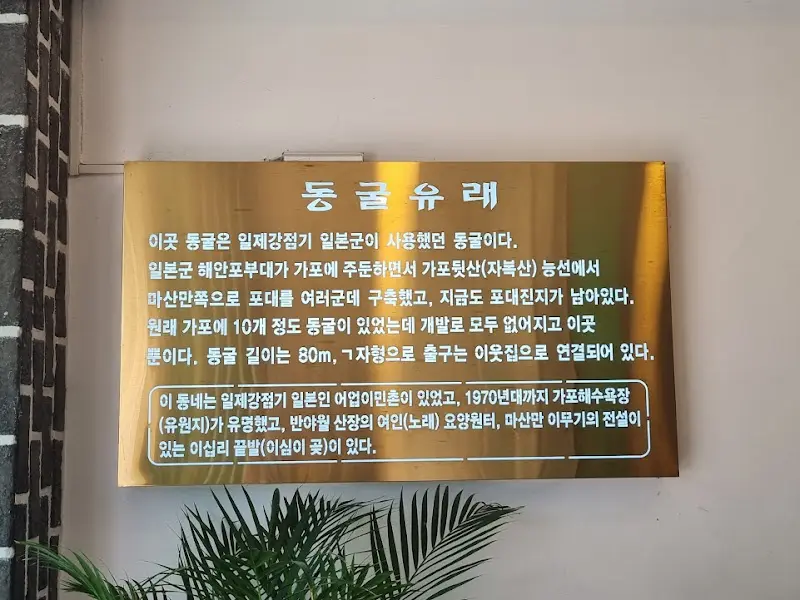 동굴유래
이곳 동굴은 일제강점기 일본군이 사용했던 동굴이다.
일본군 해안포부대가 가포에 주둔하면서 가포뒷산(자복산) 능선에서
마산만쪽으로 포대를 여러군데 구축했고, 지금도 포대진지가 남아있다.
원래 가포에 10개 정도 동굴이 있었는데 개발로 모두 없어지고 이곳
뿐이다. 동굴 길이는 80m,ㄱ자형으로 출구는 이웃집으로 연결되어 있다.
이 동네는 일제강점기 일본인 어업이민촌이 있었고, 1970년대까지 가포해수욕장
(유원지)가 유명했고, 반야월 산장의 여인(노래) 요양원터, 마산만 이무기의 전설이
있는 이십리 끝발(이심이 곶)이 있다.